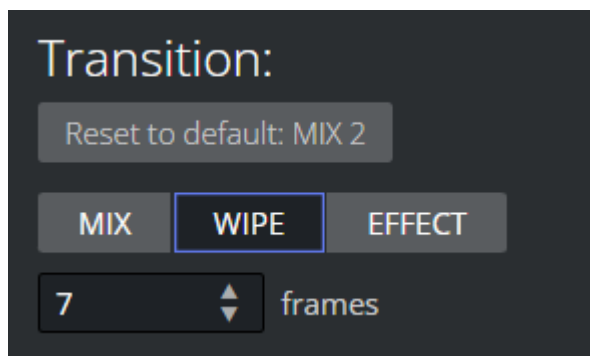 Transition:
Reset to default: MIX 2
MIX WIPE EFFECT
7 frames